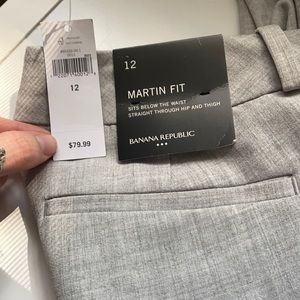 12
$79.99
12
MARTIN FIT
SITS BELOW THE WAIST
STRAIGHT THROUGH HIP AND THIGH
BANANA REPUBLIC